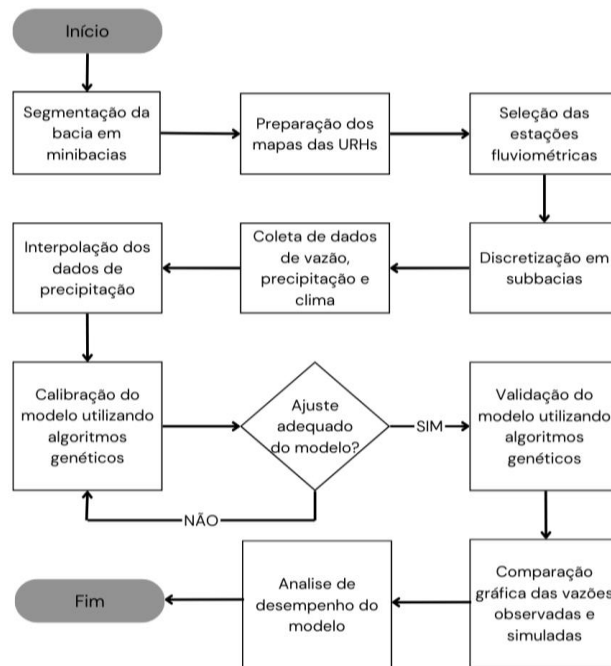 Início
Segmentação da
bacia em
minibacias
Preparação dos
mapas das URHs
Seleção das
estações
fluviométricas
Discretização em
subbacias
Coleta de dados
de vazão,
precipitação e
clima
Interpolação dos
dados de
precipitação
Calibração do
modelo utilizando
algoritmos
genéticos
Ajuste
adequado
do modelo?
SIM
NÃO
Validação do
modelo utilizando
algoritmos
genéticos
Comparação
gráfica das vazões
observadas e
simuladas
Analise de
desempenho do
modelo
Fim